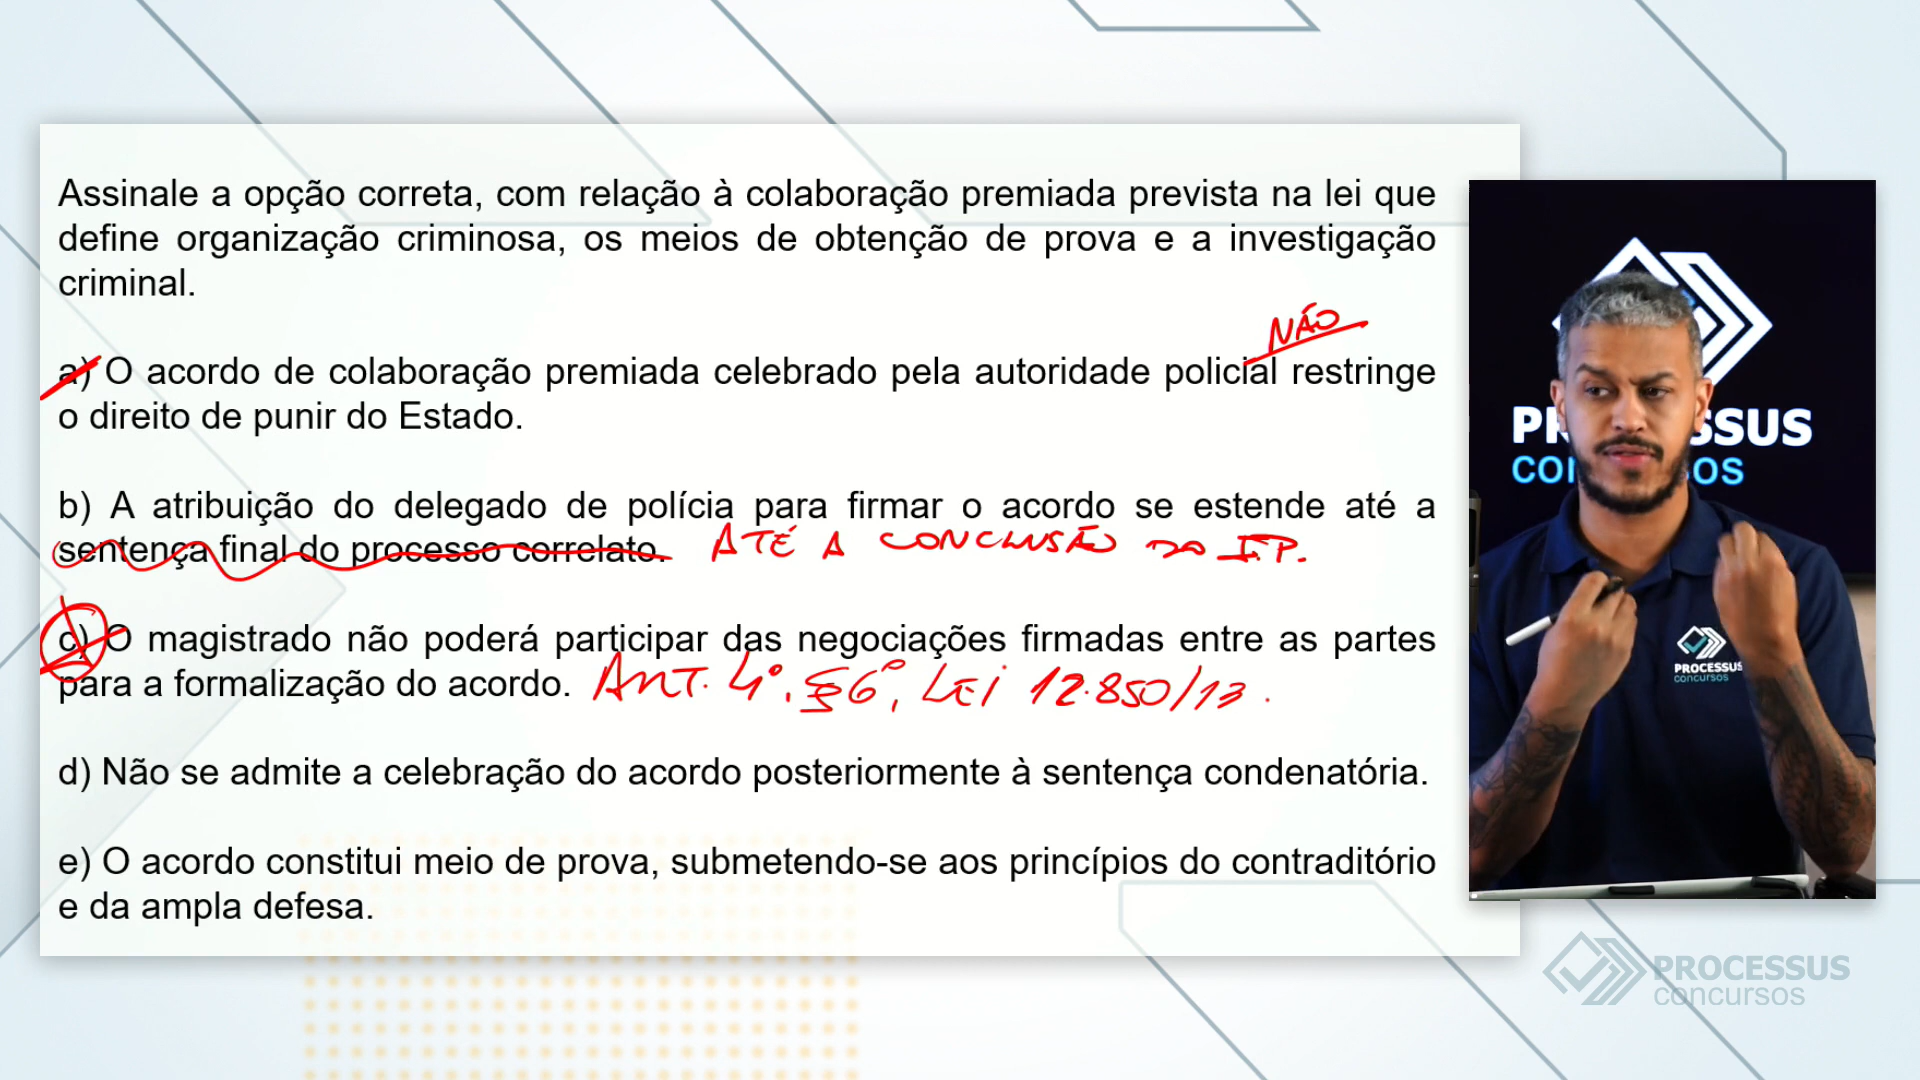 Assinale a opção correta, com relação à colaboração premiada prevista na lei que
define organização criminosa, os meios de obtenção de prova e a investigação
criminal.
NÃO
a) O acordo de colaboração premiada celebrado pela autoridade policial restringe
o direito de punir do Estado.
b) A atribuição do delegado de polícia para firmar o acordo se estende até a
sentença final do processo correlato. ATÉ A CONCLUSÃO DO I.P.
c) O magistrado não poderá participar das negociações firmadas entre as partes
para a formalização do acordo. ART. 4º, §6º, LEI 12.850/13.
d) Não se admite a celebração do acordo posteriormente à sentença condenatória.
e) O acordo constitui meio de prova, submetendo-se aos princípios do contraditório
e da ampla defesa.
PROCESSUS
concursos
PROCESSUS
concursos